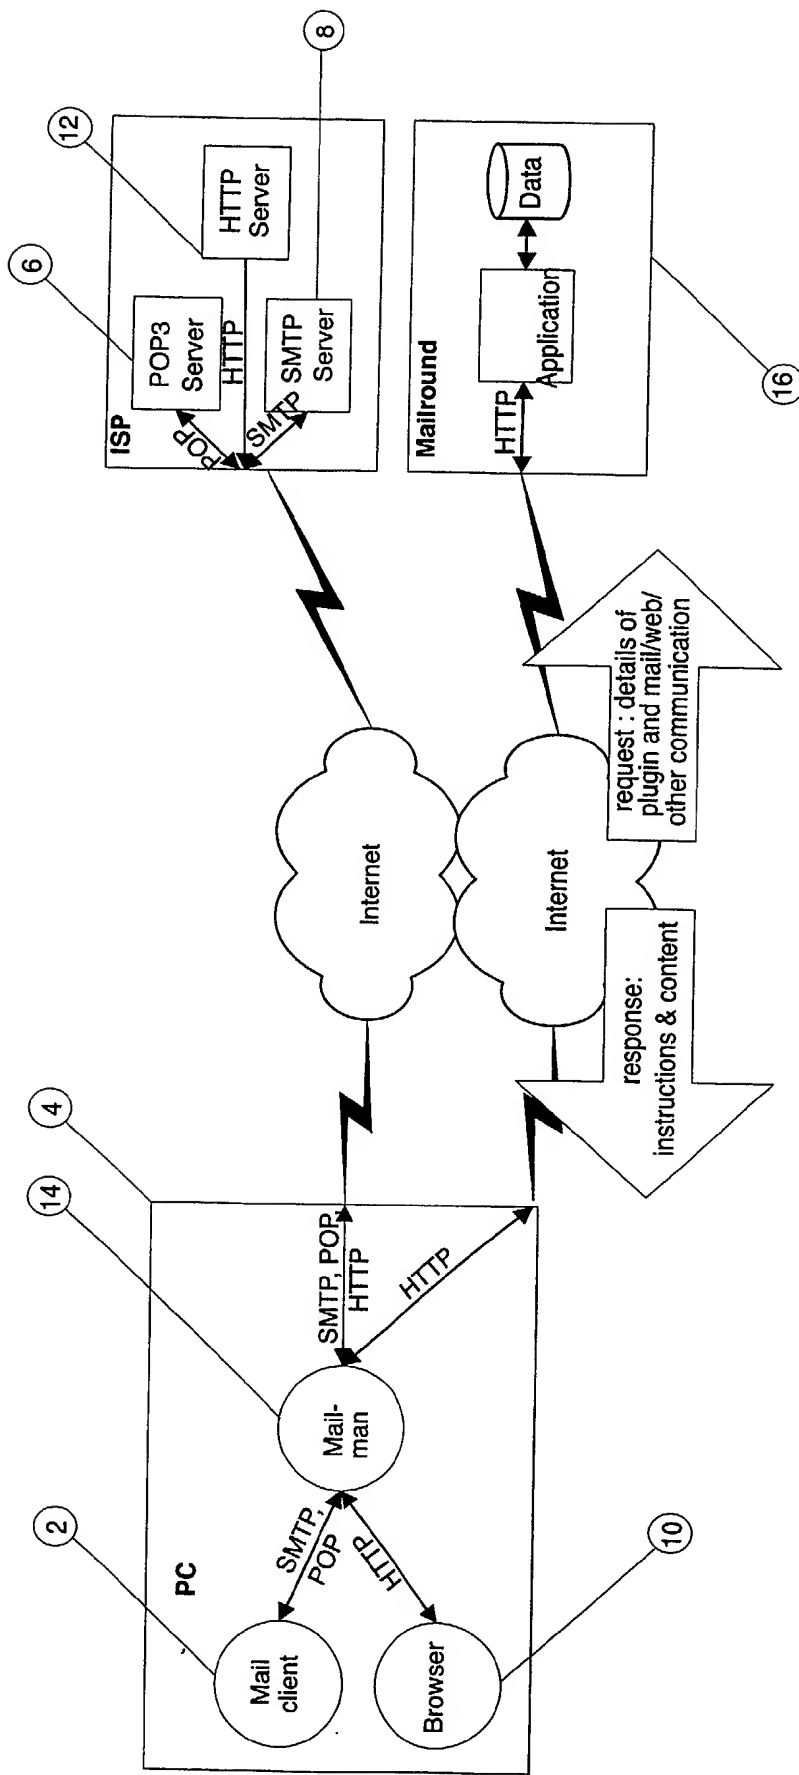 PC
2
Mail
client
SMTP,
POP
HTTP
Browser
10
Mail-
man
14
4
SMTP, POP,
HTTP
HTTP
Internet
Internet
response:
instructions & content
request : details of
plugin and mail/web/
other communication
ISP
POP
HTTP
SMTP
POP3
Server
6
HTTP
Server
12
SMTP
Server
8
Mailround
HTTP
Application
Data
16